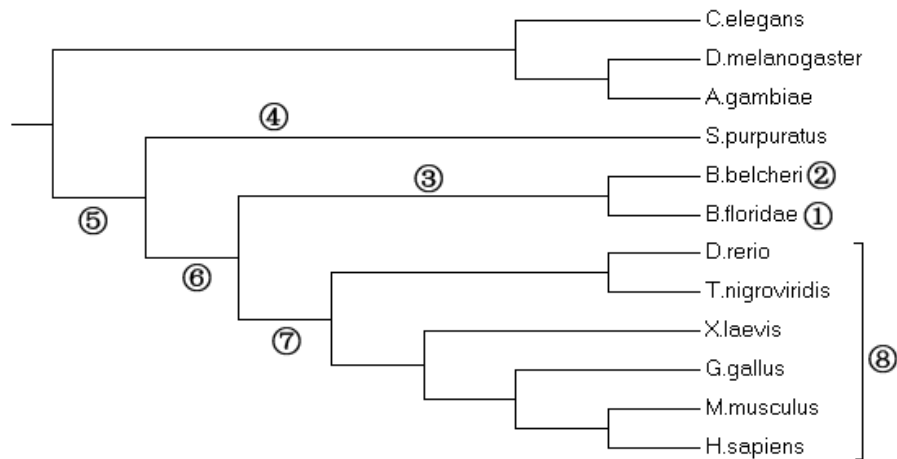 C.elegans
D.melanogaster
A.gambiae
④
S.purpuratus
③
B.belcheri ②
⑤
B.floridae ①
⑥
D.rerio
T.nigroviridis
⑦
X.laevis
⑧
G.gallus
M.musculus
H.sapiens